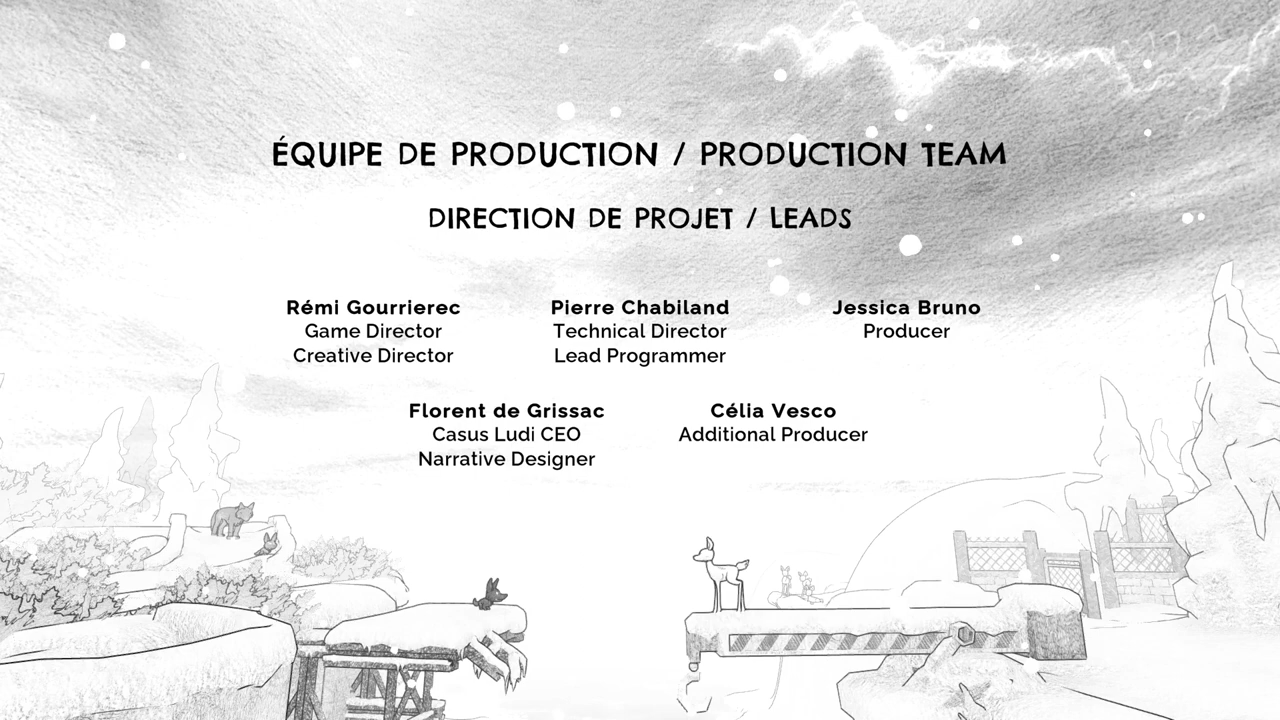 ÉQUIPE DE PRODUCTION / PRODUCTION TEAM
DIRECTION DE PROJET / LEADS
Rémi Gourrierec
Game Director
Creative Director
Pierre Chabiland
Technical Director
Lead Programmer
Jessica Bruno
Producer
Florent de Grissac
Casus Ludi CEO
Narrative Designer
Célia Vesco
Additional Producer